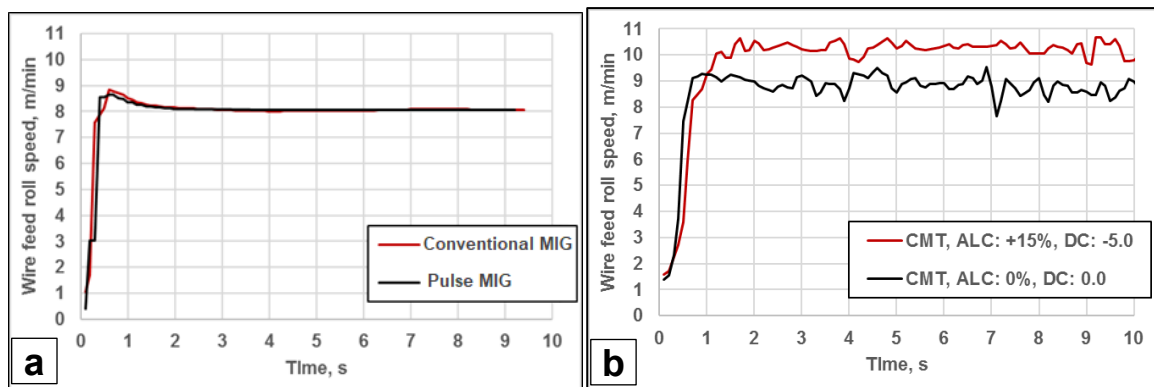 Wire feed roll speed, m/min
11
10
9
8
7
6
5
4
3
2
1
0
Conventional MIG
Pulse MIG
0 1 2 3 4 5 6 7 8 9 10
TIme, s
a
Wire feed roll speed, m/min
11
10
9
8
7
6
5
4
3
2
1
0
CMT, ALC: +15%, DC: -5.0
CMT, ALC: 0%, DC: 0.0
0 1 2 3 4 5 6 7 8 9 10
TIme, s
b